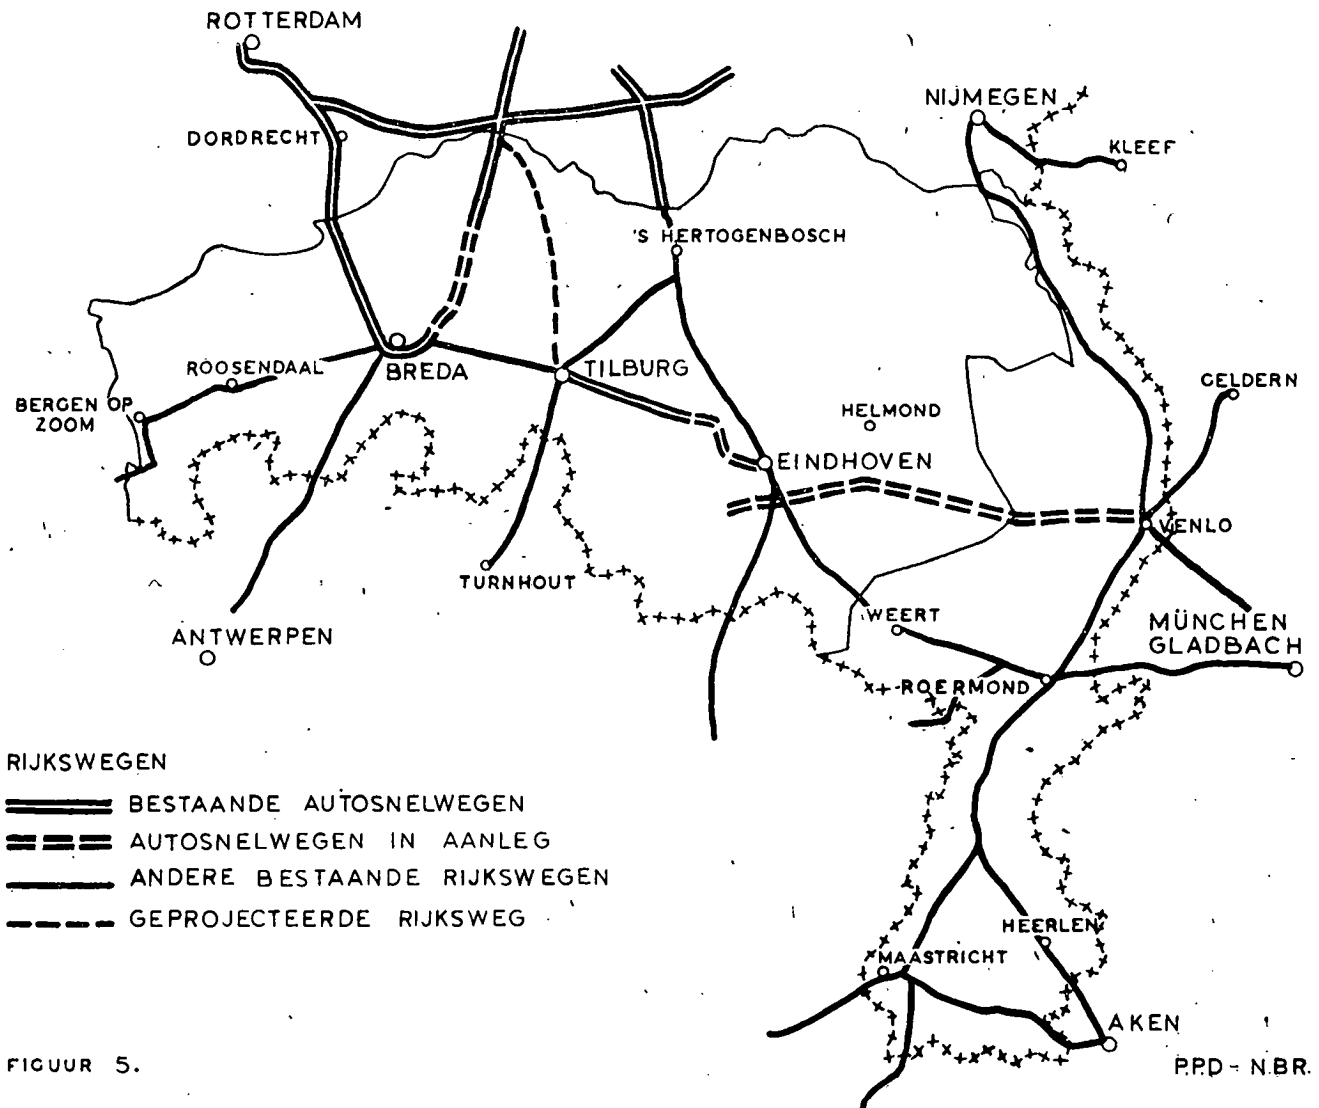 ROTTERDAM
NIJMEGEN
DORDRECHT
KLEEF
'S HERTOGENBOSCH
ROOSENDAAL
BREDA
TILBURG
GELDERN
BERGEN OP
ZOOM
HELMOND
EINDHOVEN
VENLO
TURNHOUT
WEERT
ANTWERPEN
MÜNCHEN
GLADBACH
ROERMOND
RIJKSWEGEN
BESTAANDE AUTOSNELWEGEN
AUTOSNELWEGEN IN AANLEG
ANDERE BESTAANDE RIJKSWEGEN
GEPROJECTEERDE RIJKSWEG
HEERLEN
MAASTRICHT
AKEN
FIGUUR 5.
P.P.D - N.BR.